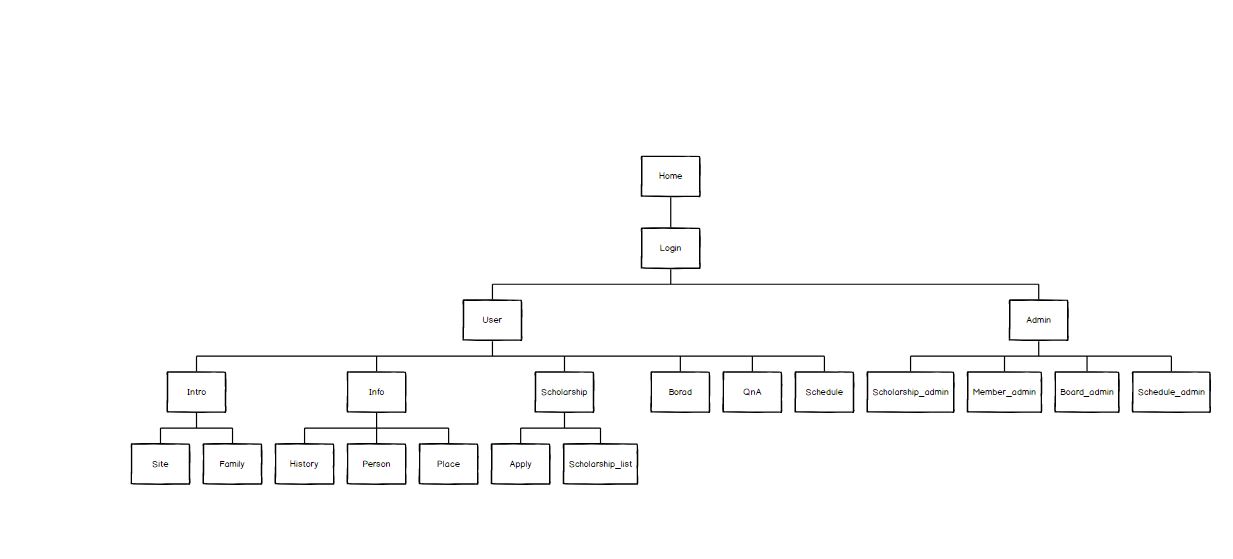 Home
Login
User
Admin
Intro
Info
Scholarship
Borad
QnA
Schedule
Scholarship_admin
Member_admin
Board_admin
Schedule_admin
Site
Family
History
Person
Place
Apply
Scholarship_list